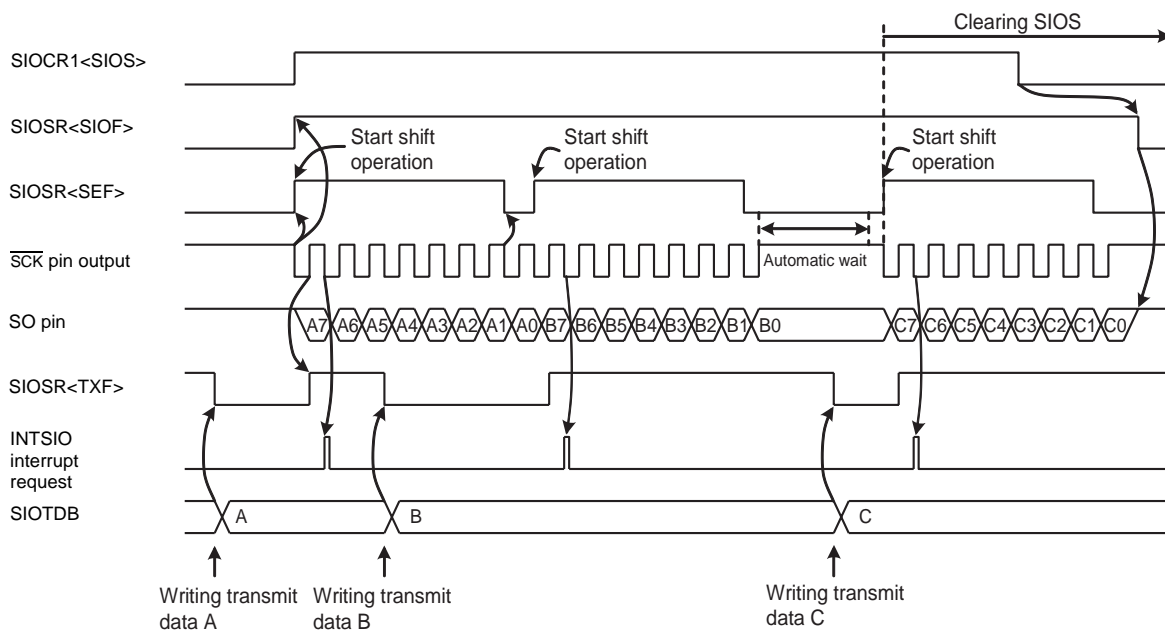 Clearing SIOS
SIOCR1<SIOS>
SIOSR<SIOF>
Start shift
operation
Start shift
operation
Start shift
operation
SIOSR<SEF>
SCK pin output
Automatic wait
SO pin
A7 A6 A5 A4 A3 A2 A1 A0 B7 B6 B5 B4 B3 B2 B1 B0 C7 C6 C5 C4 C3 C2 C1 C0
SIOSR<TXF>
INTSIO
interrupt
request
SIOTDB
A B C
Writing transmit
data A
Writing transmit
data B
Writing transmit
data C